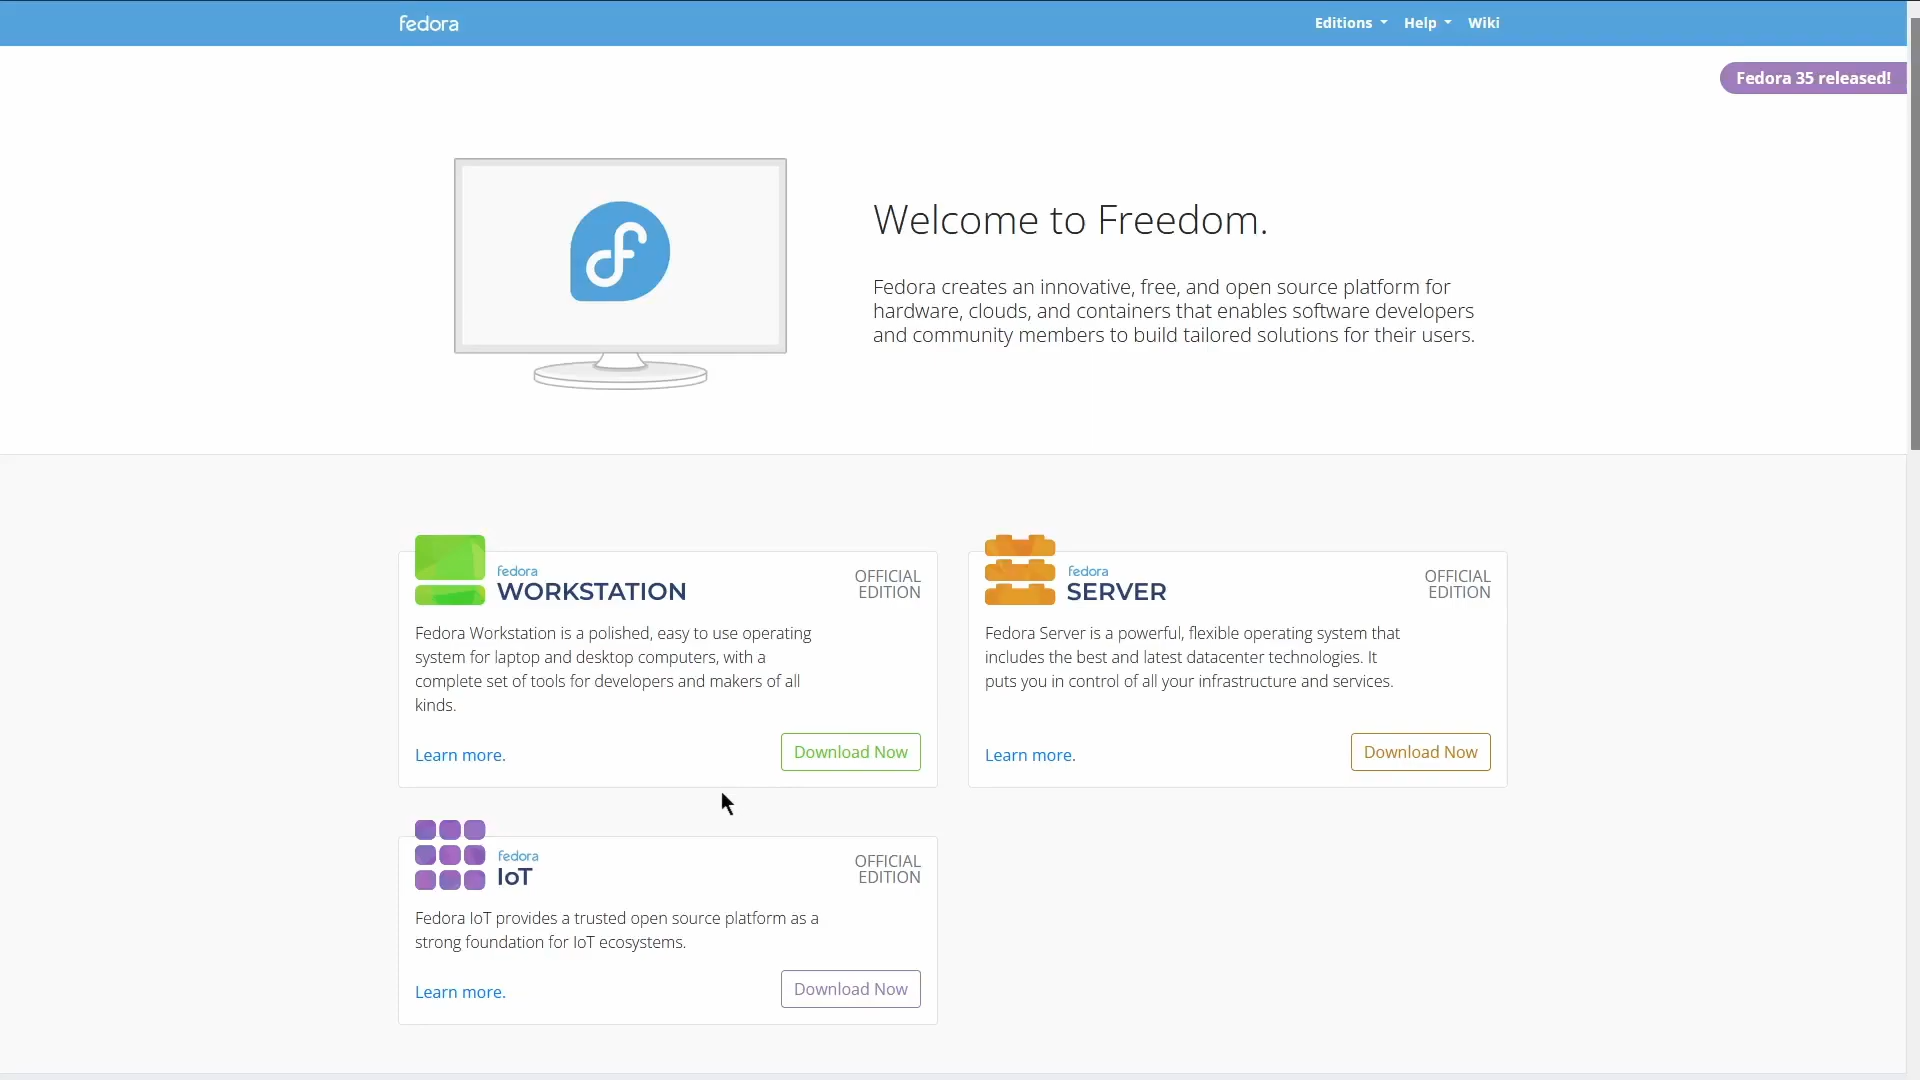 fedora
Editions
Help
Wiki
Fedora 35 released!
Welcome to Freedom.
Fedora creates an innovative, free, and open source platform for
hardware, clouds, and containers that enables software developers
and community members to build tailored solutions for their users.
fedora
WORKSTATION
OFFICIAL
EDITION
Fedora Workstation is a polished, easy to use operating
system for laptop and desktop computers, with a
complete set of tools for developers and makers of all
kinds.
Learn more.
Download Now
fedora
SERVER
OFFICIAL
EDITION
Fedora Server is a powerful, flexible operating system that
includes the best and latest datacenter technologies. It
puts you in control of all your infrastructure and services.
Learn more.
Download Now
fedora
IoT
OFFICIAL
EDITION
Fedora IoT provides a trusted open source platform as a
strong foundation for IoT ecosystems.
Learn more.
Download Now